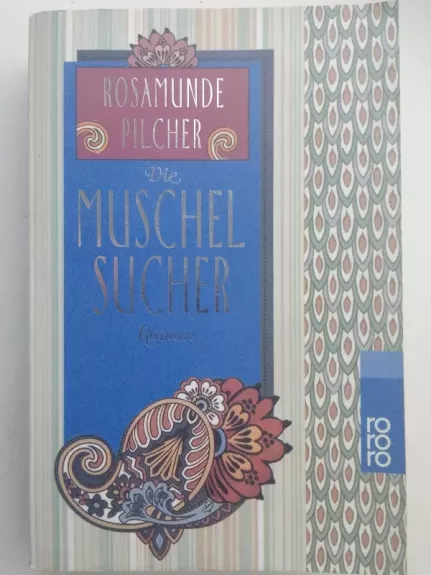 ROSAMUNDE
PILCHER
Die
MUSCHEL
SUCHER
Roman
ro
ro
ro